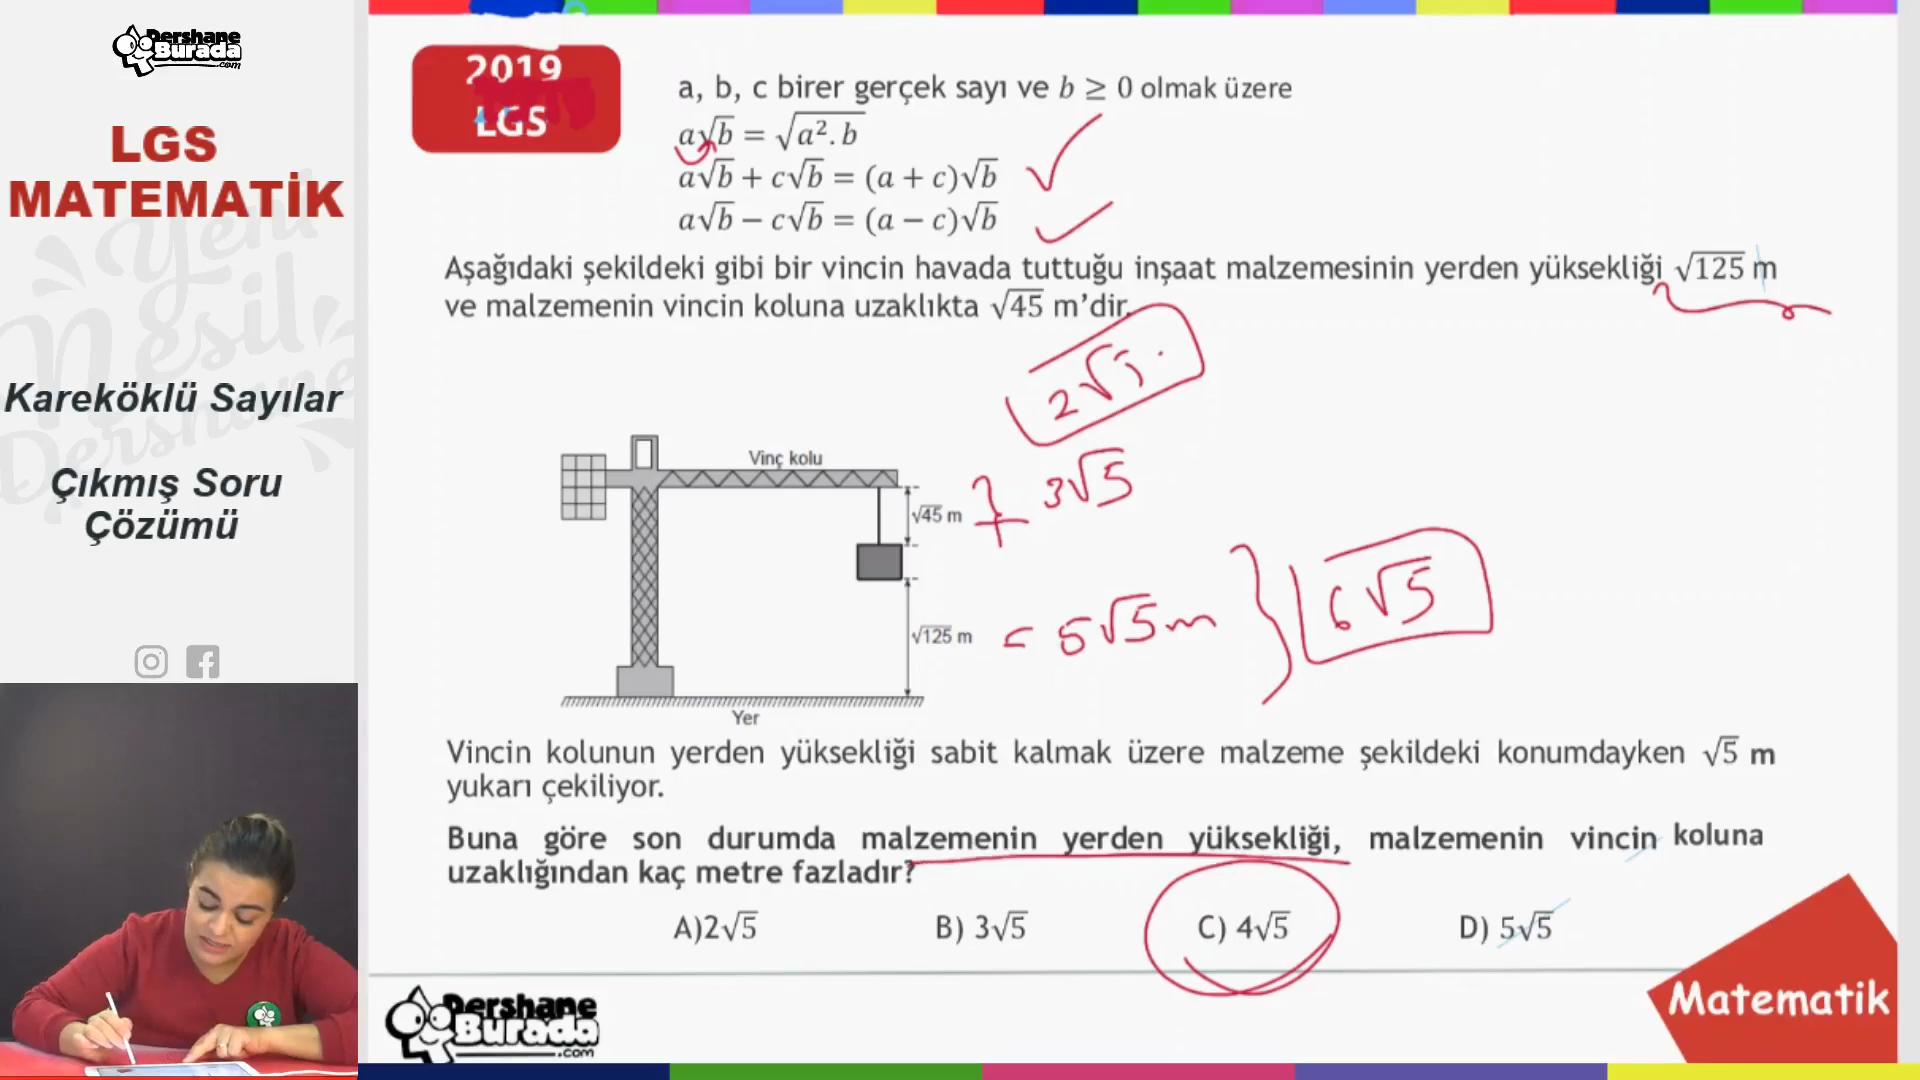 Dershane
Burada
.com
LGS
MATEMATİK
Kareköklü Sayılar
Çıkmış Soru
Çözümü
2019
LGS
a, b, c birer gerçek sayı ve b ≥ 0 olmak üzere
a√b = √a².b
a√b + c√b = (a + c)√b
a√b − c√b = (a − c)√b
Aşağıdaki şekildeki gibi bir vincin havada tuttuğu inşaat malzemesinin yerden yüksekliği √125 m
ve malzemenin vincin koluna uzaklıkta √45 m'dir.
2√5
Vinç kolu
√45 m
3√5
√125 m
= 5√5 m
6√5
Yer
Vincin kolunun yerden yüksekliği sabit kalmak üzere malzeme şekildeki konumdayken √5 m
yukarı çekiliyor.
Buna göre son durumda malzemenin yerden yüksekliği, malzemenin vincin koluna
uzaklığından kaç metre fazladır?
A)2√5 B) 3√5 C) 4√5 D) 5√5
Dershane
Burada
.com
Matematik